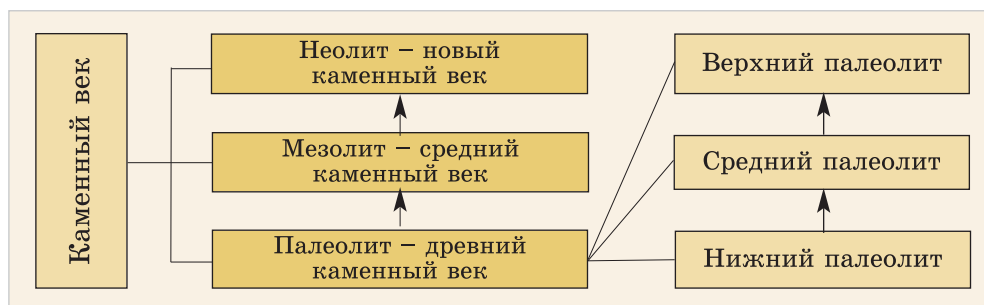 Каменный век
Неолит – новый
каменный век
Мезолит – средний
каменный век
Палеолит – древний
каменный век
Верхний палеолит
Средний палеолит
Нижний палеолит